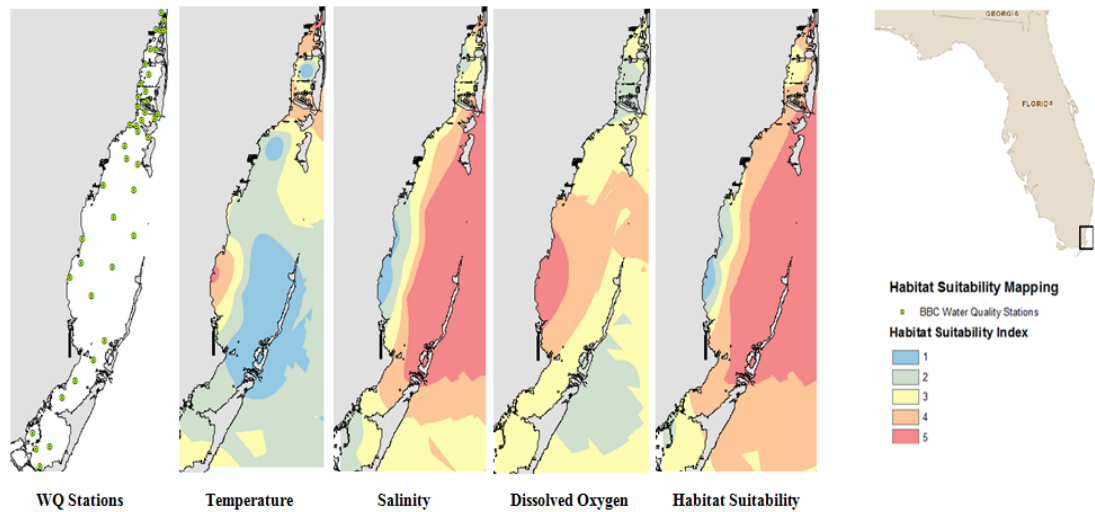 GEORGIA
FLORIDA
Habitat Suitability Mapping
BBC Water Quality Stations
Habitat Suitability Index
1
2
3
4
5
WQ Stations
Temperature
Salinity
Dissolved Oxygen
Habitat Suitability